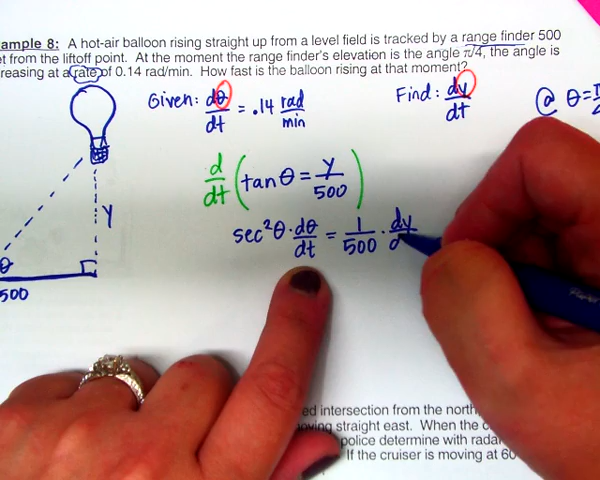 ample 8: A hot-air balloon rising straight up from a level field is tracked by a range finder 500
et from the liftoff point. At the moment the range finder's elevation is the angle π/4, the angle is
reasing at a rate of 0.14 rad/min. How fast is the balloon rising at that moment?
Given: dθ/dt = .14 rad/min Find: dy/dt @ θ=
d/dt (tanθ = y/500)
y
sec²θ · dθ/dt = 1/500 · dy/d
θ
500
ed intersection from the north,
oving straight east. When the
police determine with rada
If the cruiser is moving at 60